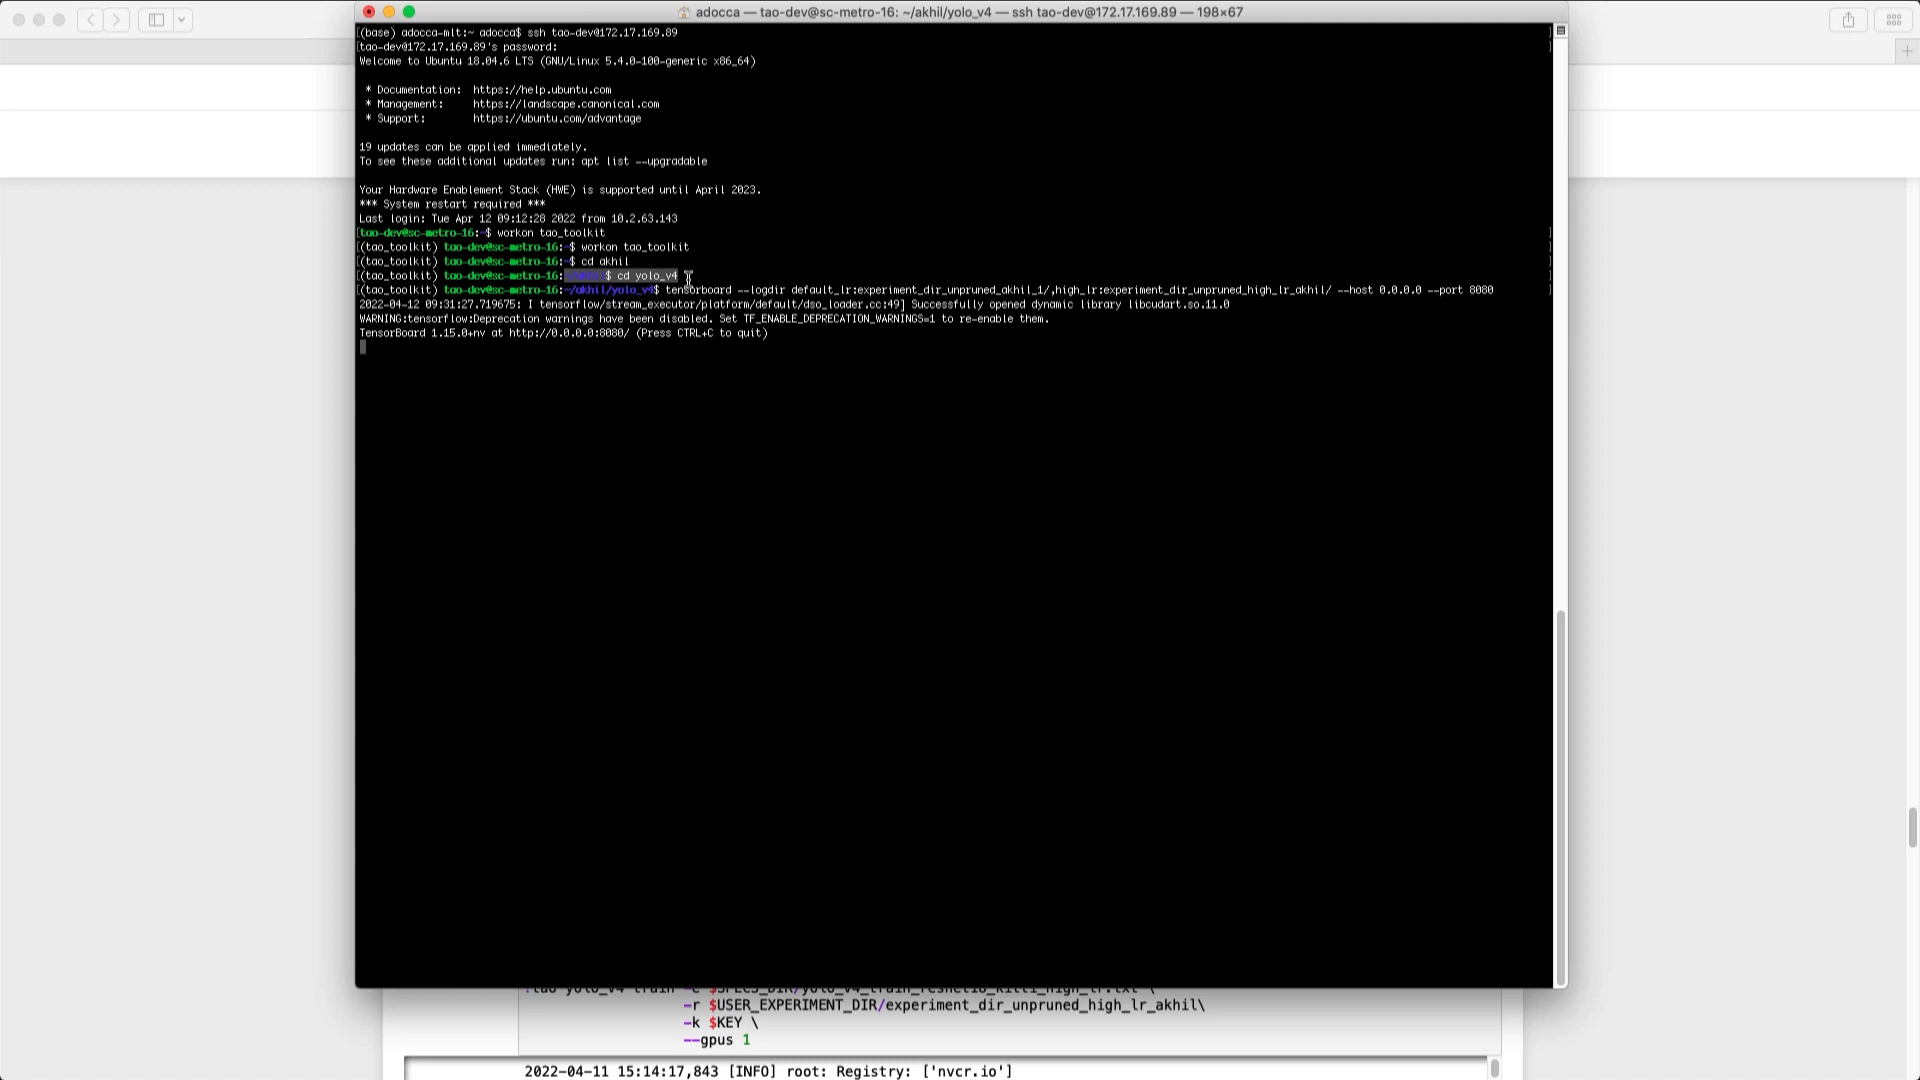 adocca — tao-dev@sc-metro-16: ~/akhil/yolo_v4 — ssh tao-dev@172.17.169.89 — 198×67
(base) adocca-mlt:~ adocca$ ssh tao-dev@172.17.169.89
tao-dev@172.17.169.89's password:
Welcome to Ubuntu 18.04.6 LTS (GNU/Linux 5.4.0-100-generic x86_64)
* Documentation: https://help.ubuntu.com
* Management: https://landscape.canonical.com
* Support: https://ubuntu.com/advantage
19 updates can be applied immediately.
To see these additional updates run: apt list --upgradable
Your Hardware Enablement Stack (HWE) is supported until April 2023.
*** System restart required ***
Last login: Tue Apr 12 09:12:28 2022 from 10.2.63.143
tao-dev@sc-metro-16:~$ workon tao_toolkit
(tao_toolkit) tao-dev@sc-metro-16:~$ workon tao_toolkit
(tao_toolkit) tao-dev@sc-metro-16:~$ cd akhil
(tao_toolkit) tao-dev@sc-metro-16:~/akhil$ cd yolo_v4
(tao_toolkit) tao-dev@sc-metro-16:~/akhil/yolo_v4$ tensorboard --logdir default_lr:experiment_dir_unpruned_akhil_1/,high_lr:experiment_dir_unpruned_high_lr_akhil/ --host 0.0.0.0 --port 8080
2022-04-12 09:31:27.719675: I tensorflow/stream_executor/platform/default/dso_loader.cc:49] Successfully opened dynamic library libcudart.so.11.0
WARNING:tensorflow:Deprecation warnings have been disabled. Set TF_ENABLE_DEPRECATION_WARNINGS=1 to re-enable them.
TensorBoard 1.15.0+nv at http://0.0.0.0:8080/ (Press CTRL+C to quit)
!tao yolo_v4 train -e $SPECS_DIR/yolo_v4_train_resnet18_kitti_high_lr.txt \
-r $USER_EXPERIMENT_DIR/experiment_dir_unpruned_high_lr_akhil\
-k $KEY \
--gpus 1
2022-04-11 15:14:17,843 [INFO] root: Registry: ['nvcr.io']